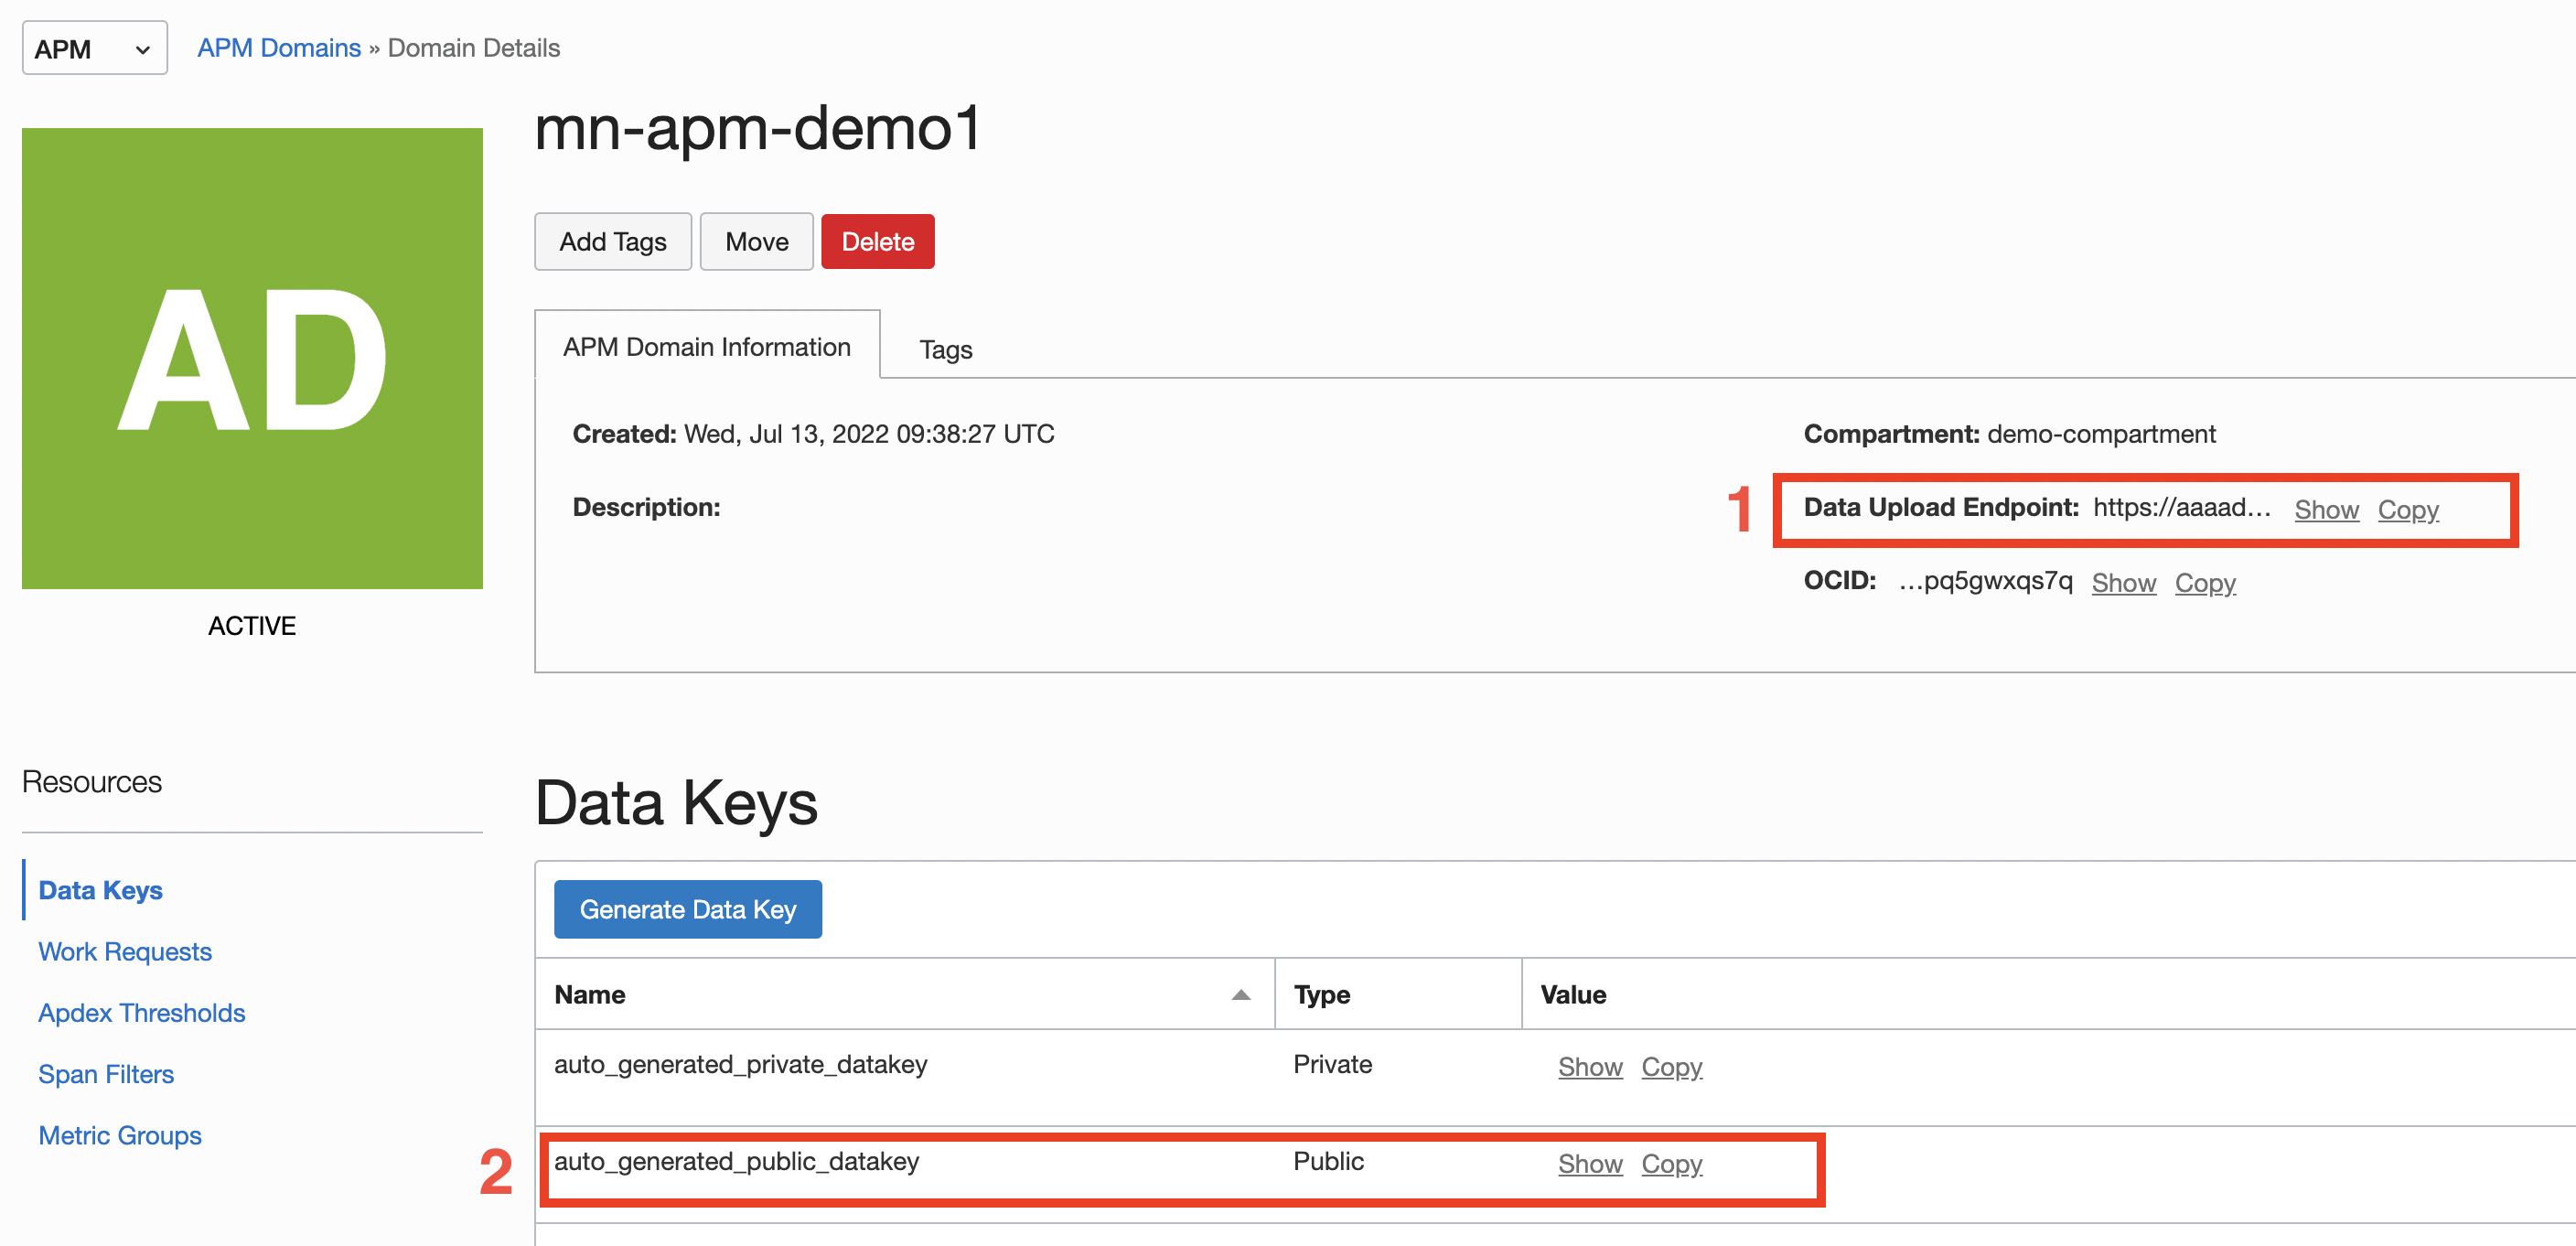 APM
APM Domains » Domain Details
AD
ACTIVE
mn-apm-demo1
Add Tags Move Delete
APM Domain Information Tags
Created: Wed, Jul 13, 2022 09:38:27 UTC
Description:
Compartment: demo-compartment
1 Data Upload Endpoint: https://aaaad... Show Copy
OCID: ...pq5gwxqs7q Show Copy
Resources
Data Keys
Work Requests
Apdex Thresholds
Span Filters
Metric Groups
Data Keys
Generate Data Key
Name Type Value
auto_generated_private_datakey Private Show Copy
2 auto_generated_public_datakey Public Show Copy